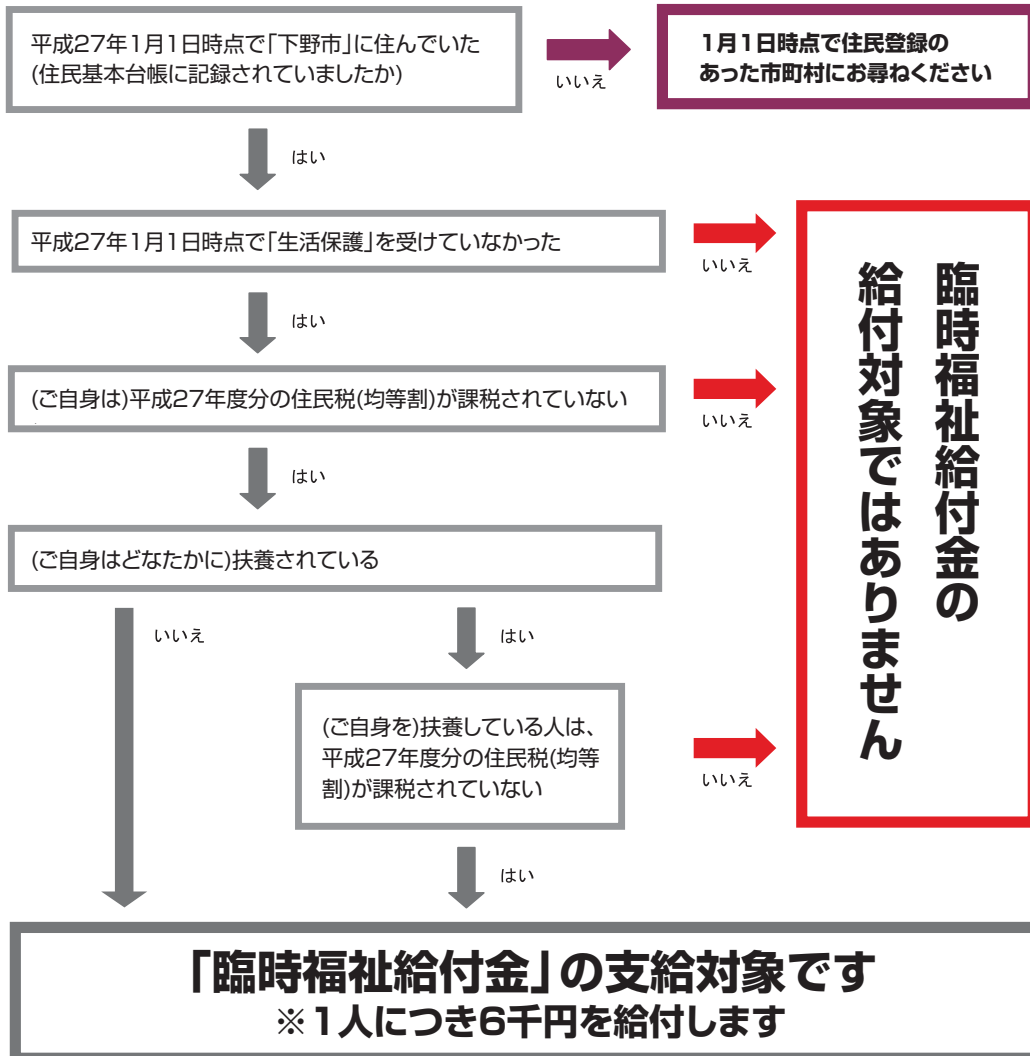 平成27年1月1日時点で「下野市」に住んでいた
(住民基本台帳に記録されていましたか)
いいえ
1月1日時点で住民登録の
あった市町村にお尋ねください
はい
平成27年1月1日時点で「生活保護」を受けていなかった
いいえ
はい
(ご自身は)平成27年度分の住民税(均等割)が課税されていない
いいえ
はい
(ご自身はどなたかに)扶養されている
いいえ
はい
(ご自身を)扶養している人は、
平成27年度分の住民税(均等
割)が課税されていない
いいえ
はい
臨時福祉給付金の
給付対象ではありません
「臨時福祉給付金」の支給対象です
※1人につき6千円を給付します